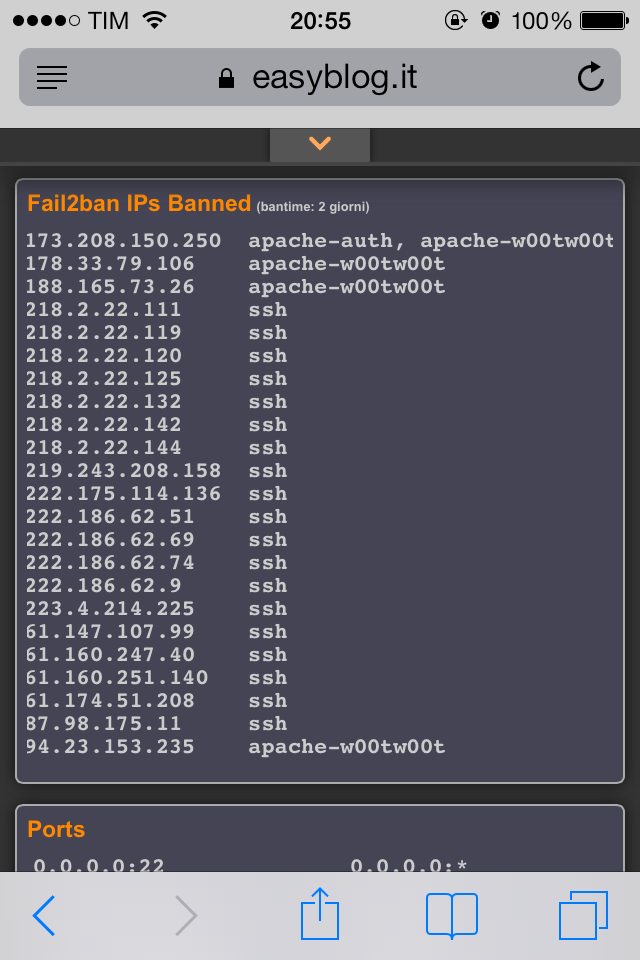 TIM 20:55 100%
easyblog.it
Fail2ban IPs Banned (bantime: 2 giorni)
173.208.150.250 apache-auth, apache-w00tw00t
178.33.79.106 apache-w00tw00t
188.165.73.26 apache-w00tw00t
218.2.22.111 ssh
218.2.22.119 ssh
218.2.22.120 ssh
218.2.22.125 ssh
218.2.22.132 ssh
218.2.22.142 ssh
218.2.22.144 ssh
219.243.208.158 ssh
222.175.114.136 ssh
222.186.62.51 ssh
222.186.62.69 ssh
222.186.62.74 ssh
222.186.62.9 ssh
223.4.214.225 ssh
61.147.107.99 ssh
61.160.247.40 ssh
61.160.251.140 ssh
61.174.51.208 ssh
87.98.175.11 ssh
94.23.153.235 apache-w00tw00t
Ports
0.0.0.0:22 0.0.0.0:*